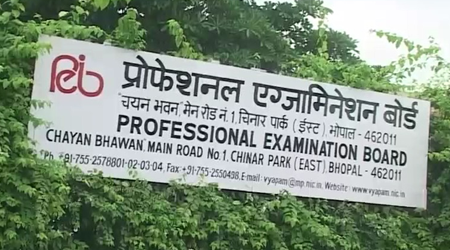 Peb
प्रोफेशनल एग्जामिनेशन बोर्ड
चयन भवन, मेन रोड नं. 1, चिनार पार्क (ईस्ट), भोपाल - 462011
PROFESSIONAL EXAMINATION BOARD
CHAYAN BHAWAN, MAIN ROAD No.1, CHINAR PARK (EAST), BHOPAL - 462011
Ph. +91-755-2578801-02-03-04, Fax +91-755-2550498, E-mail : vyapam@mp.nic.in, Website : www.vyapam.nic.in